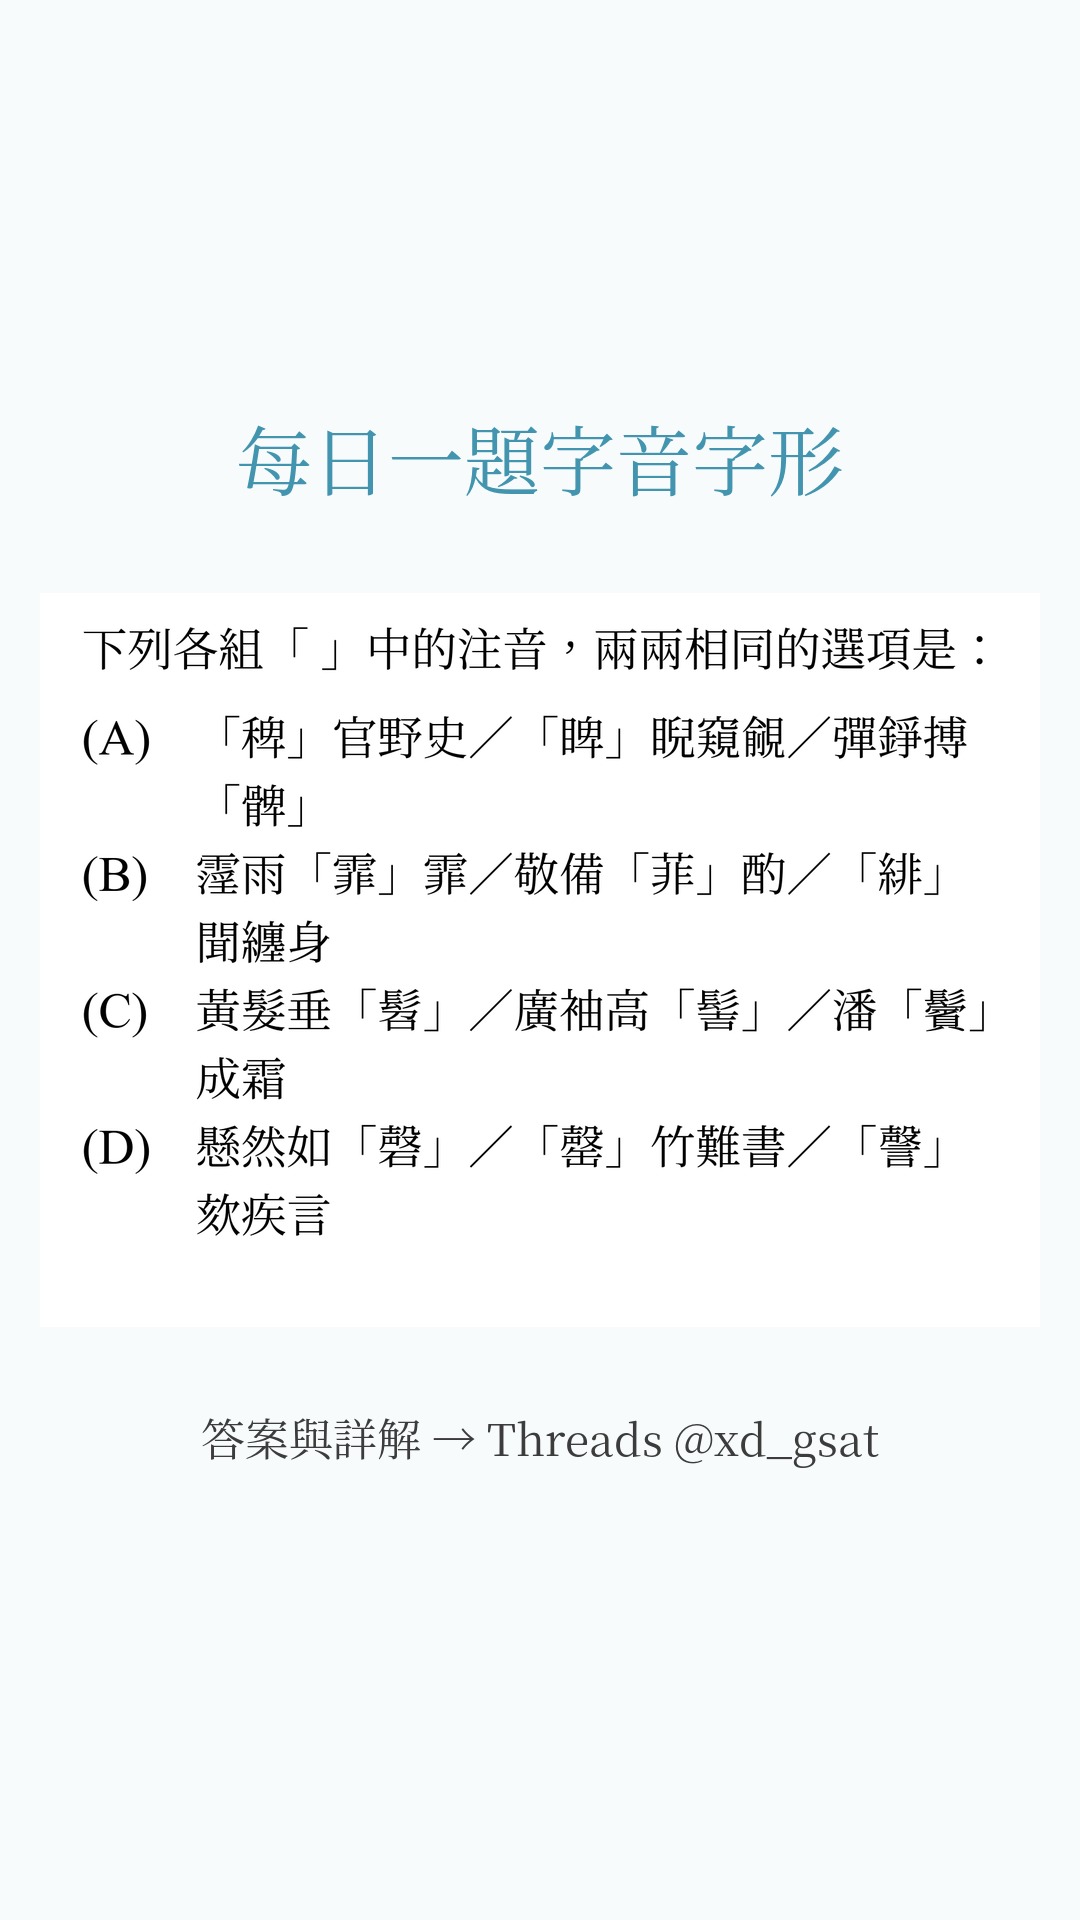 每日一題字音字形
下列各組「 」中的注音，兩兩相同的選項是：
(A) 「稗」官野史／「睥」睨窺覦／彈錚搏
「髀」
(B) 霪雨「霏」霏／敬備「菲」酌／「緋」
聞纏身
(C) 黃髮垂「髫」／廣袖高「髻」／潘「鬢」
成霜
(D) 懸然如「磬」／「罄」竹難書／「謦」
欬疾言
答案與詳解 → Threads @xd_gsat